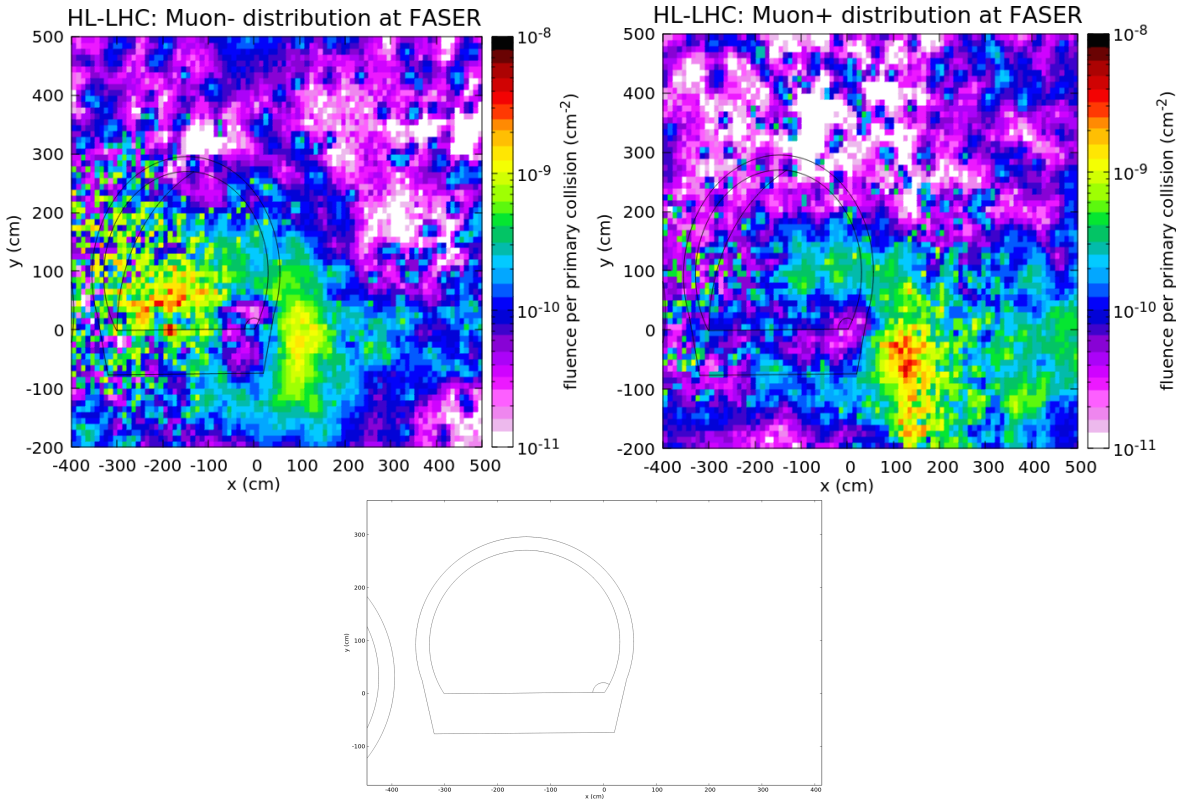 HL-LHC: Muon- distribution at FASER
500
400
300
200
100
0
-100
-200
y (cm)
-400 -300 -200 -100 0 100 200 300 400 500
x (cm)
10-8
10-9
10-10
10-11
fluence per primary collision (cm-2)
HL-LHC: Muon+ distribution at FASER
500
400
300
200
100
0
-100
-200
y (cm)
-400 -300 -200 -100 0 100 200 300 400 500
x (cm)
10-8
10-9
10-10
10-11
fluence per primary collision (cm-2)
300
200
100
0
-100
y (cm)
-400 -300 -200 -100 0 100 200 300 400
x (cm)